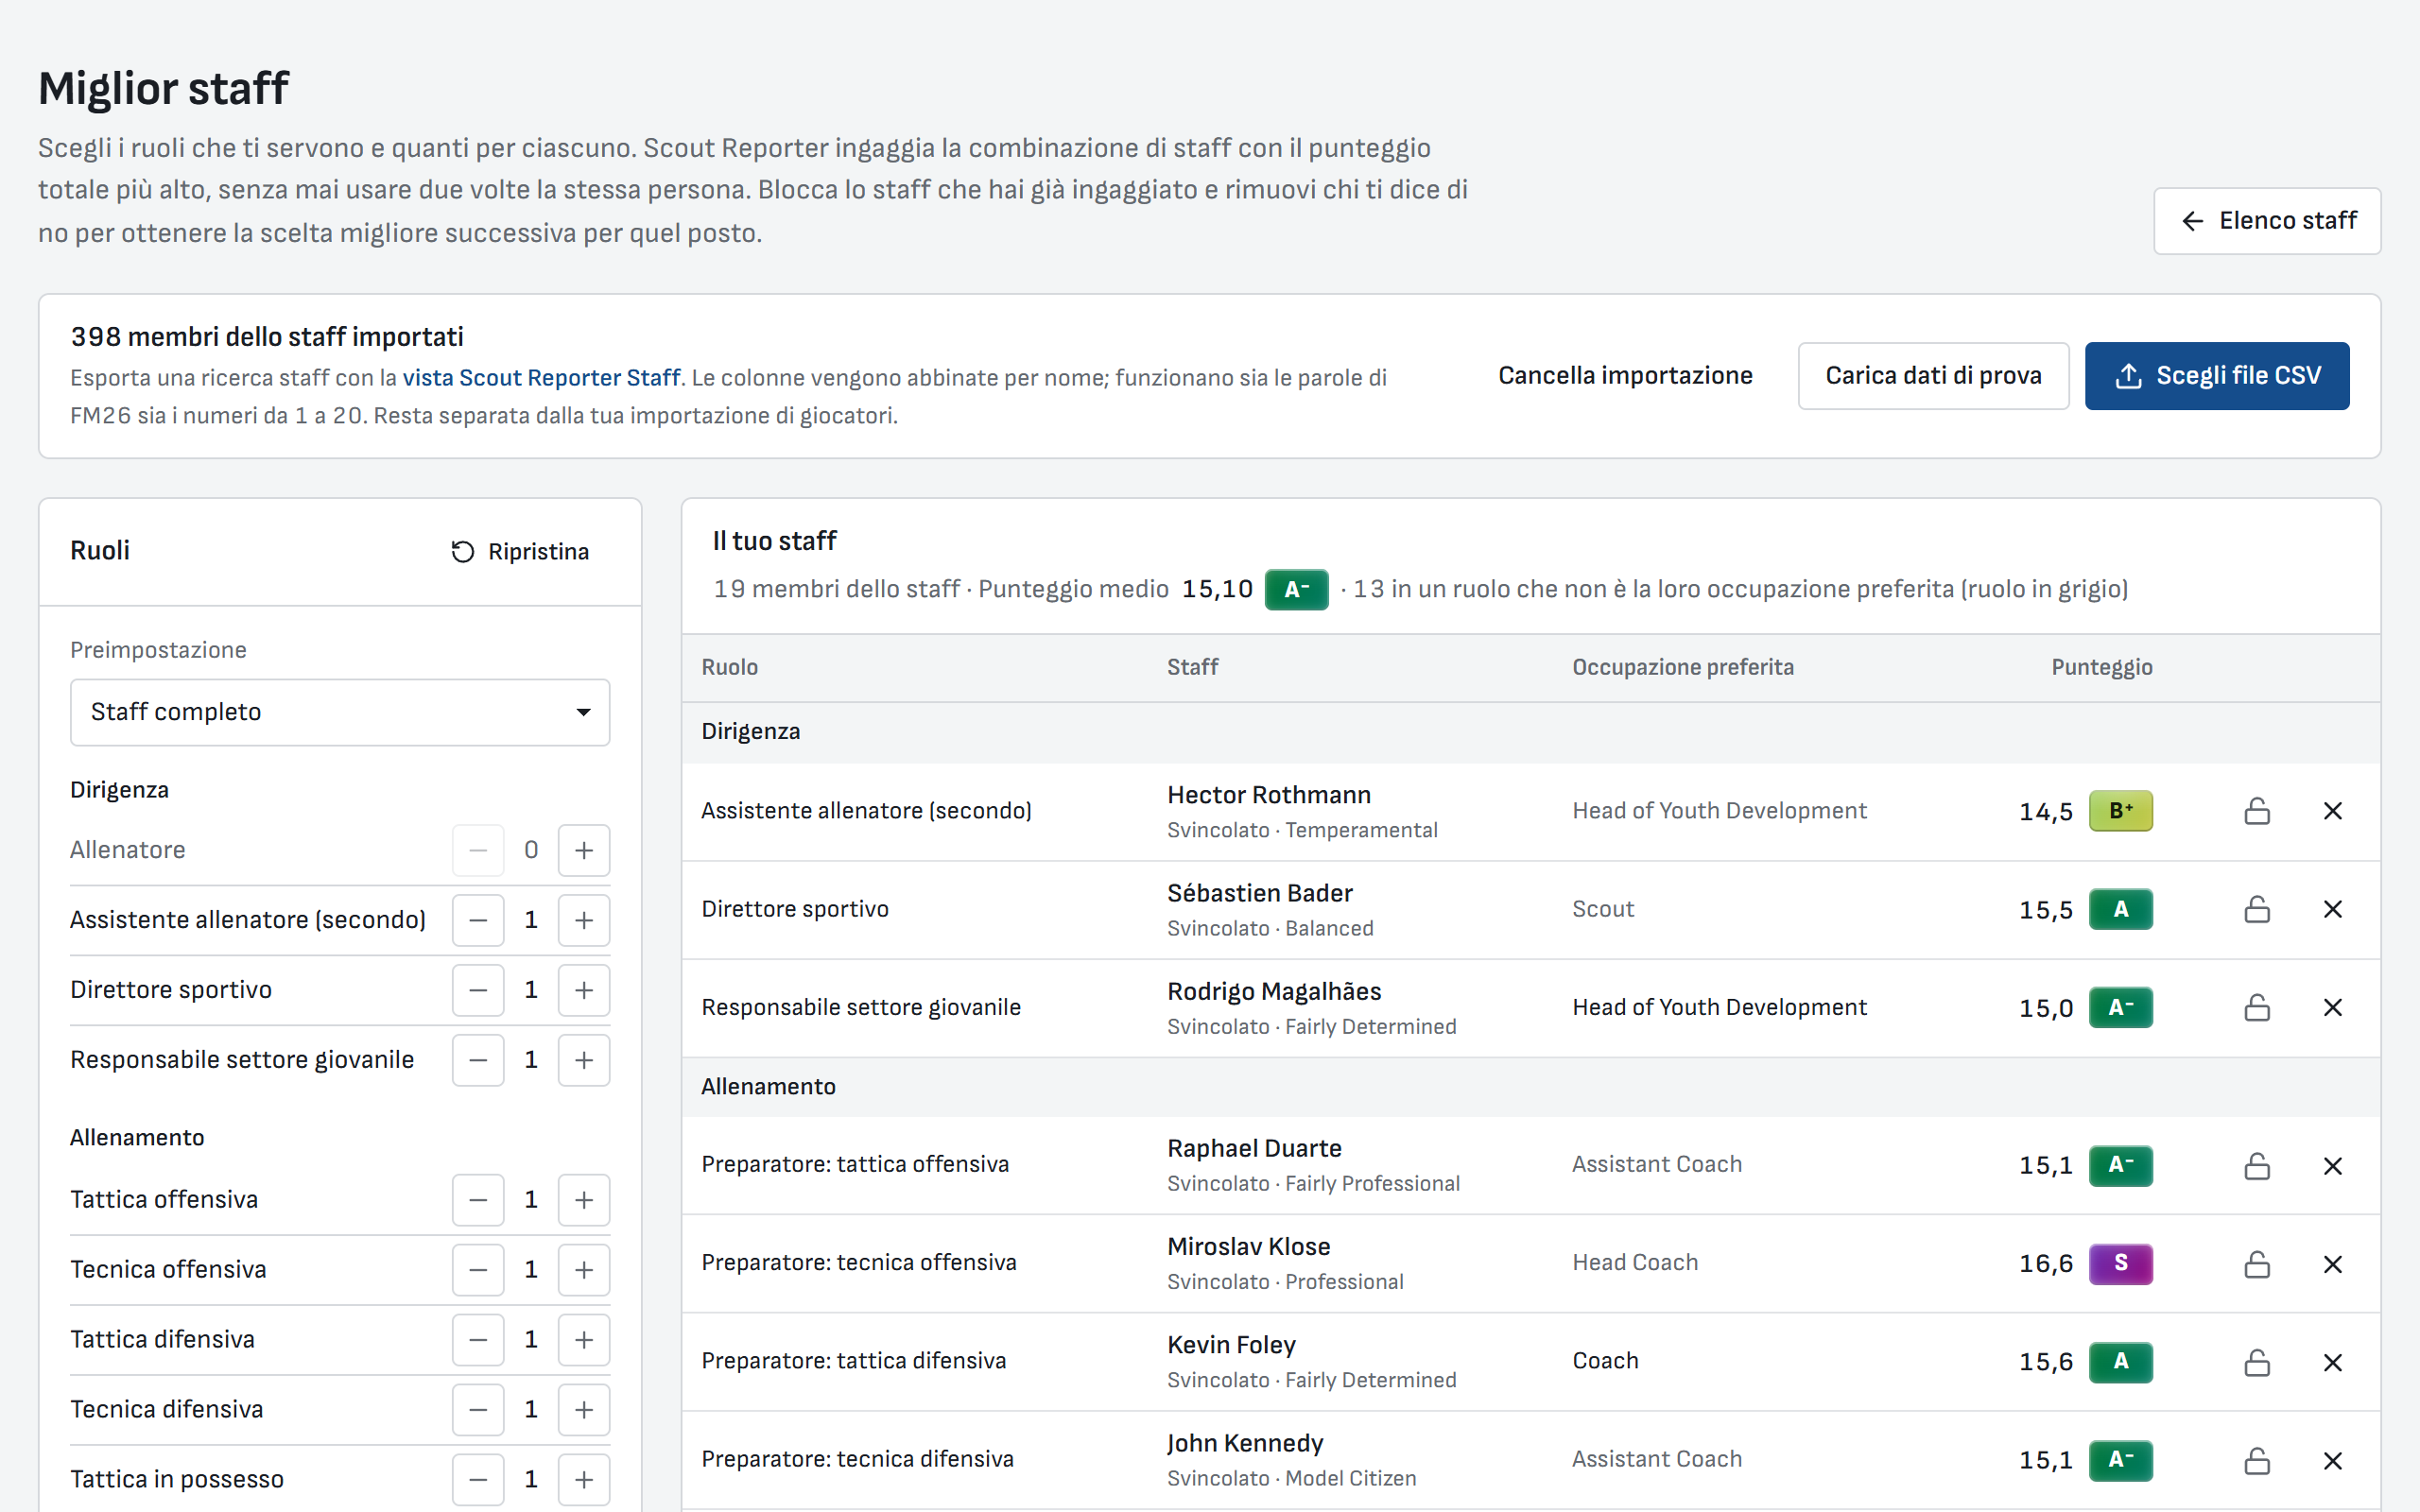 Miglior staff
Scegli i ruoli che ti servono e quanti per ciascuno. Scout Reporter ingaggia la combinazione di staff con il punteggio
totale più alto, senza mai usare due volte la stessa persona. Blocca lo staff che hai già ingaggiato e rimuovi chi ti dice di
no per ottenere la scelta migliore successiva per quel posto.
Elenco staff
398 membri dello staff importati
Esporta una ricerca staff con la vista Scout Reporter Staff. Le colonne vengono abbinate per nome; funzionano sia le parole di
FM26 sia i numeri da 1 a 20. Resta separata dalla tua importazione di giocatori.
Cancella importazione
Carica dati di prova
Scegli file CSV
Ruoli
Ripristina
Preimpostazione
Staff completo
Dirigenza
Allenatore 0
Assistente allenatore (secondo) 1
Direttore sportivo 1
Responsabile settore giovanile 1
Allenamento
Tattica offensiva 1
Tecnica offensiva 1
Tattica difensiva 1
Tecnica difensiva 1
Tattica in possesso 1
Il tuo staff
19 membri dello staff · Punteggio medio 15,10 A⁻ · 13 in un ruolo che non è la loro occupazione preferita (ruolo in grigio)
Ruolo Staff Occupazione preferita Punteggio
Dirigenza
Assistente allenatore (secondo) Hector Rothmann Head of Youth Development 14,5 B⁺
Svincolato · Temperamental
Direttore sportivo Sébastien Bader Scout 15,5 A
Svincolato · Balanced
Responsabile settore giovanile Rodrigo Magalhães Head of Youth Development 15,0 A⁻
Svincolato · Fairly Determined
Allenamento
Preparatore: tattica offensiva Raphael Duarte Assistant Coach 15,1 A⁻
Svincolato · Fairly Professional
Preparatore: tecnica offensiva Miroslav Klose Head Coach 16,6 S
Svincolato · Professional
Preparatore: tattica difensiva Kevin Foley Coach 15,6 A
Svincolato · Fairly Determined
Preparatore: tecnica difensiva John Kennedy Assistant Coach 15,1 A⁻
Svincolato · Model Citizen